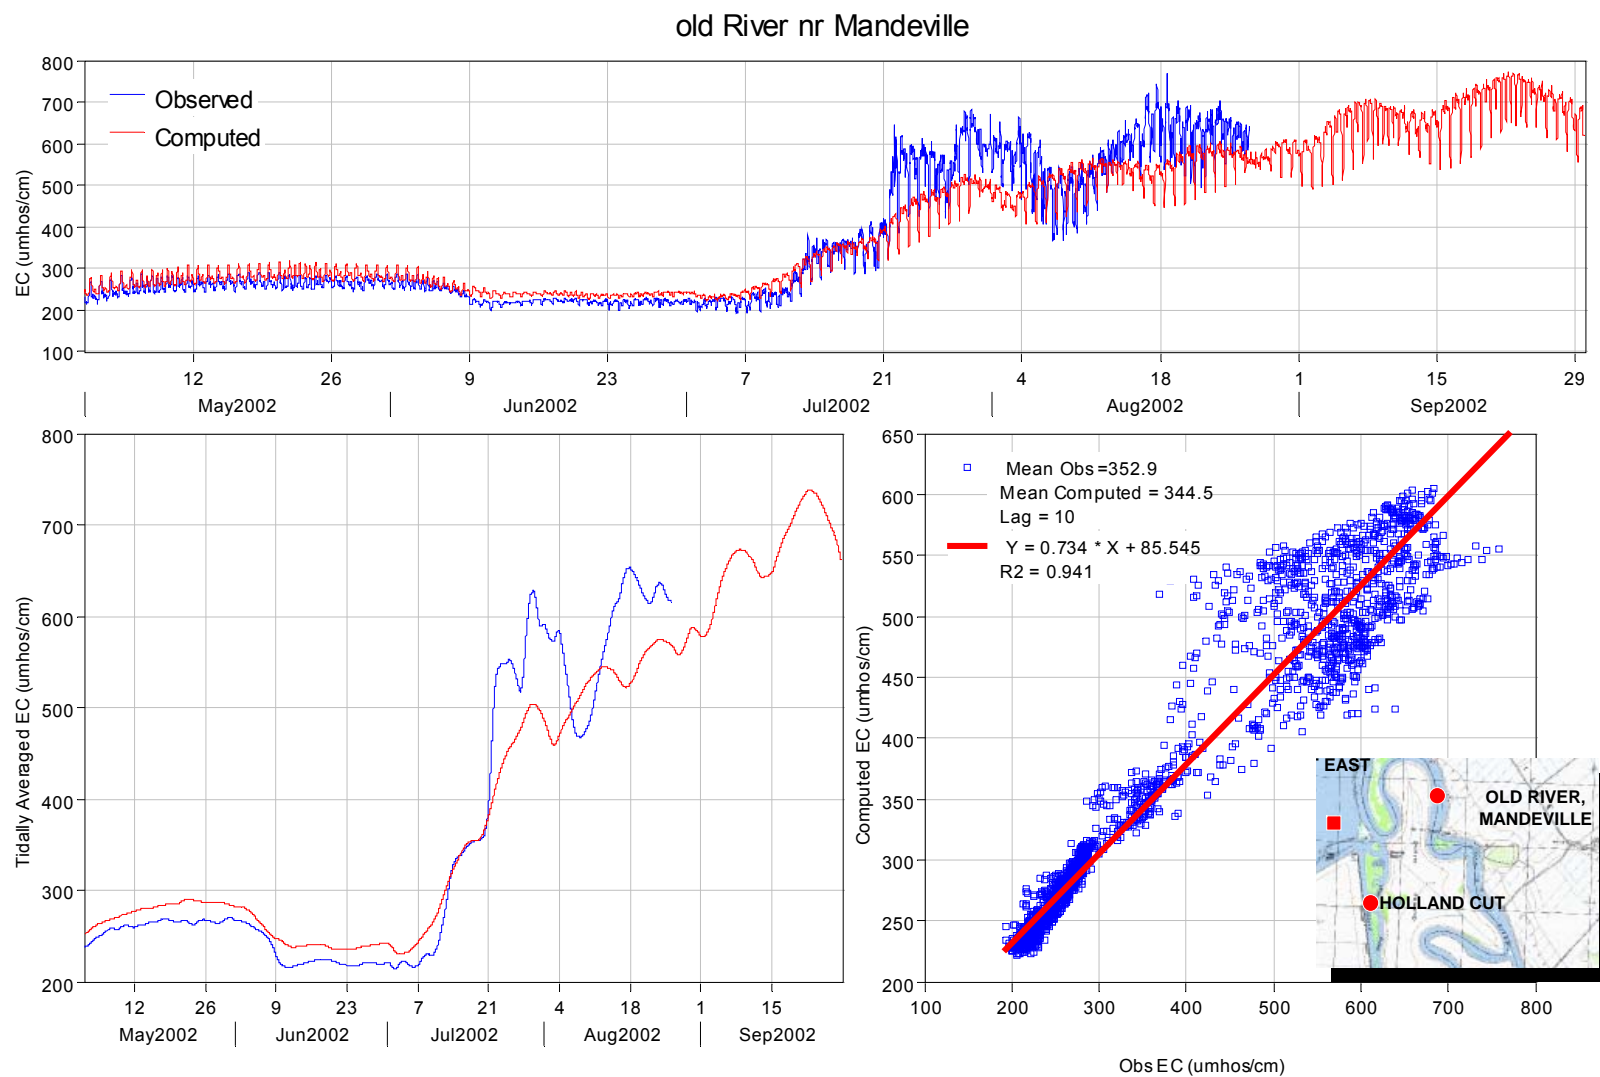 old River nr Mandeville
800
700
600
500
400
300
200
100
EC (umhos/cm)
Observed
Computed
12 26 9 23 7 21 4 18 1 15 29
May2002 Jun2002 Jul2002 Aug2002 Sep2002
800
700
600
500
400
300
200
Tidally Averaged EC (umhos/cm)
12 26 9 23 7 21 4 18 1 15
May2002 Jun2002 Jul2002 Aug2002 Sep2002
650
600
550
500
450
400
350
300
250
200
Computed EC (umhos/cm)
Mean Obs =352.9
Mean Computed = 344.5
Lag = 10
Y = 0.734 * X + 85.545
R2 = 0.941
EAST
OLD RIVER,
MANDEVILLE
HOLLAND CUT
100 200 300 400 500 600 700 800
Obs EC (umhos/cm)